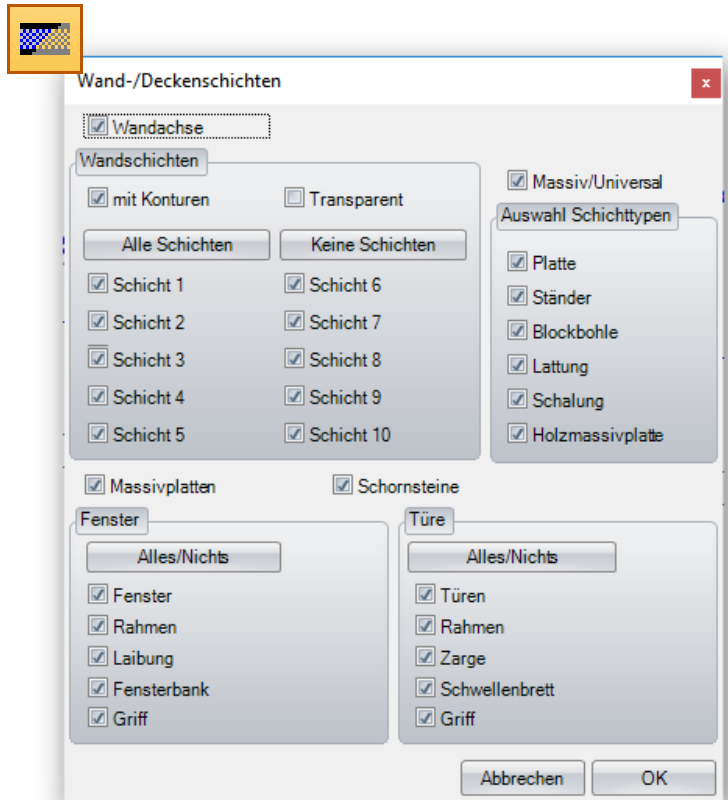 Wand-/Deckenschichten
x
Wandachse
Wandschichten
mit Konturen
Transparent
Alle Schichten
Keine Schichten
Schicht 1
Schicht 6
Schicht 2
Schicht 7
Schicht 3
Schicht 8
Schicht 4
Schicht 9
Schicht 5
Schicht 10
Massiv/Universal
Auswahl Schichttypen
Platte
Ständer
Blockbohle
Lattung
Schalung
Holzmassivplatte
Massivplatten
Schornsteine
Fenster
Alles/Nichts
Fenster
Rahmen
Laibung
Fensterbank
Griff
Türe
Alles/Nichts
Türen
Rahmen
Zarge
Schwellenbrett
Griff
Abbrechen
OK